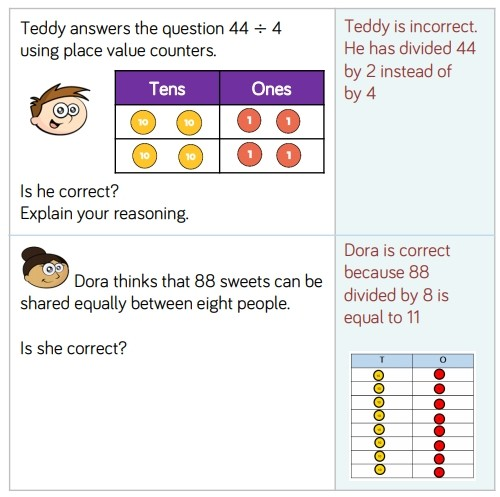 Teddy answers the question 44 ÷ 4
using place value counters.
Tens Ones
10 10 1 1
10 10 1 1
Is he correct?
Explain your reasoning.
Teddy is incorrect.
He has divided 44
by 2 instead of
by 4
Dora thinks that 88 sweets can be
shared equally between eight people.
Is she correct?
Dora is correct
because 88
divided by 8 is
equal to 11
T O